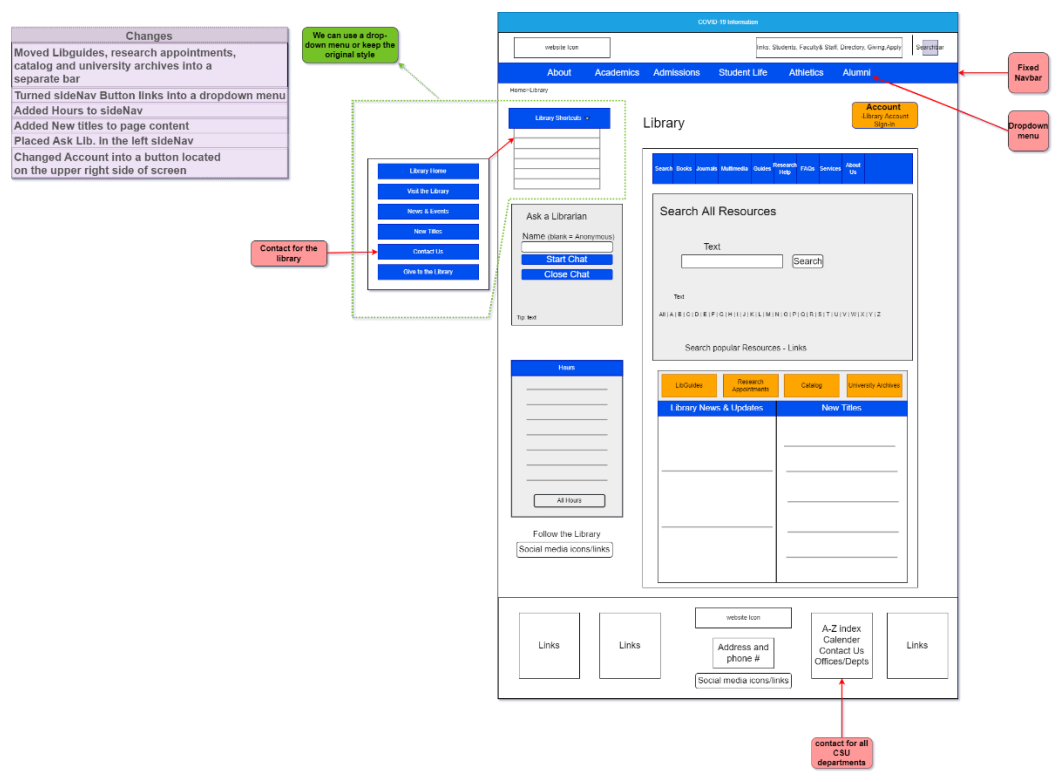 Changes
Moved Libguides, research appointments,
catalog and university archives into a
separate bar
Turned sideNav Button links into a dropdown menu
Added Hours to sideNav
Added New titles to page content
Placed Ask Lib. In the left sideNav
Changed Account into a button located
on the upper right side of screen
We can use a drop-
down menu or keep the
original style
COVID 19 Information
website Icon
links. Students, Faculty& Staff, Directory, Giving,Apply
Searchbar
About Academics Admissions Student Life Athletics Alumni
Fixed
Navbar
Dropdown
menu
Home>Library
Library Shortcuts
Library
Account
-Library Account
Sign-in
Library Home
Visit the Library
News & Events
New Titles
Contact Us
Give to the Library
Contact for the
library
Search Books Journals Multimedia Guides Research Help FAQs Services About Us
Ask a Librarian
Name (blank = Anonymous)
Start Chat
Close Chat
Tip: text
Search All Resources
Text
Search
Text
All | A | B | C | D | E | F | G | H | I | J | K | L | M | N | O | P | Q | R | S | T | U | V | W | X | Y | Z
Search popular Resources - Links
Hours
All Hours
LibGuides
Research
Appointments
Catalog
University Archives
Library News & Updates
New Titles
Follow the Library
Social media icons/links
Links
Links
website Icon
Address and
phone #
Social media icons/links
A-Z index
Calender
Contact Us
Offices/Depts
Links
contact for all
CSU
departments